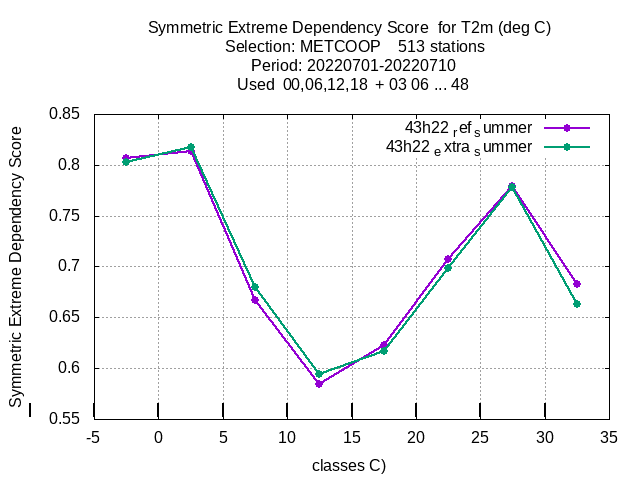 Symmetric Extreme Dependency Score for T2m (deg C)
Selection: METCOOP 513 stations
Period: 20220701-20220710
Used 00,06,12,18 + 03 06 ... 48
43h22 ref summer
43h22 extra summer
Symmetric Extreme Dependency Score
0.85
0.8
0.75
0.7
0.65
0.6
0.55
-5 0 5 10 15 20 25 30 35
classes C)